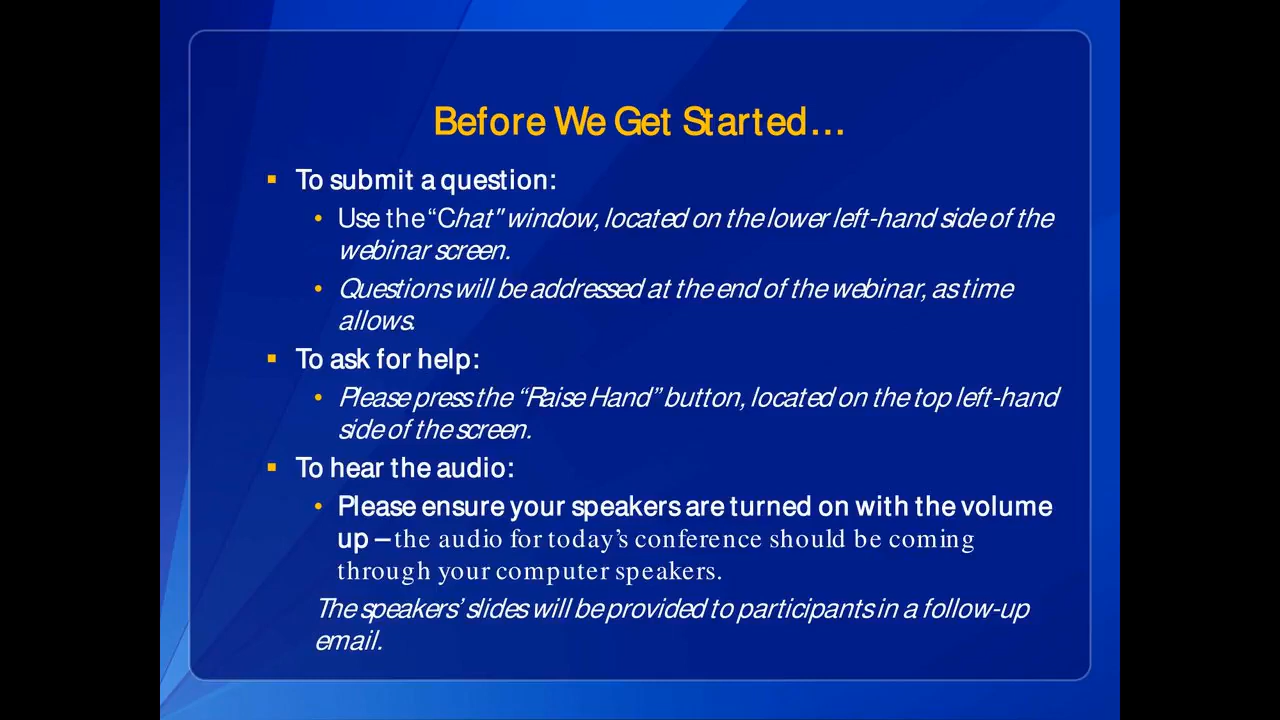 Before We Get Started...
▪ To submit a question:
• Use the “Chat" window, located on the lower left-hand side of the
webinar screen.
• Questions will be addressed at the end of the webinar, as time
allows.
▪ To ask for help:
• Please press the “Raise Hand” button, located on the top left-hand
side of the screen.
▪ To hear the audio:
• Please ensure your speakers are turned on with the volume
up – the audio for today’s conference should be coming
through your computer speakers.
The speakers’ slides will be provided to participants in a follow-up
email.